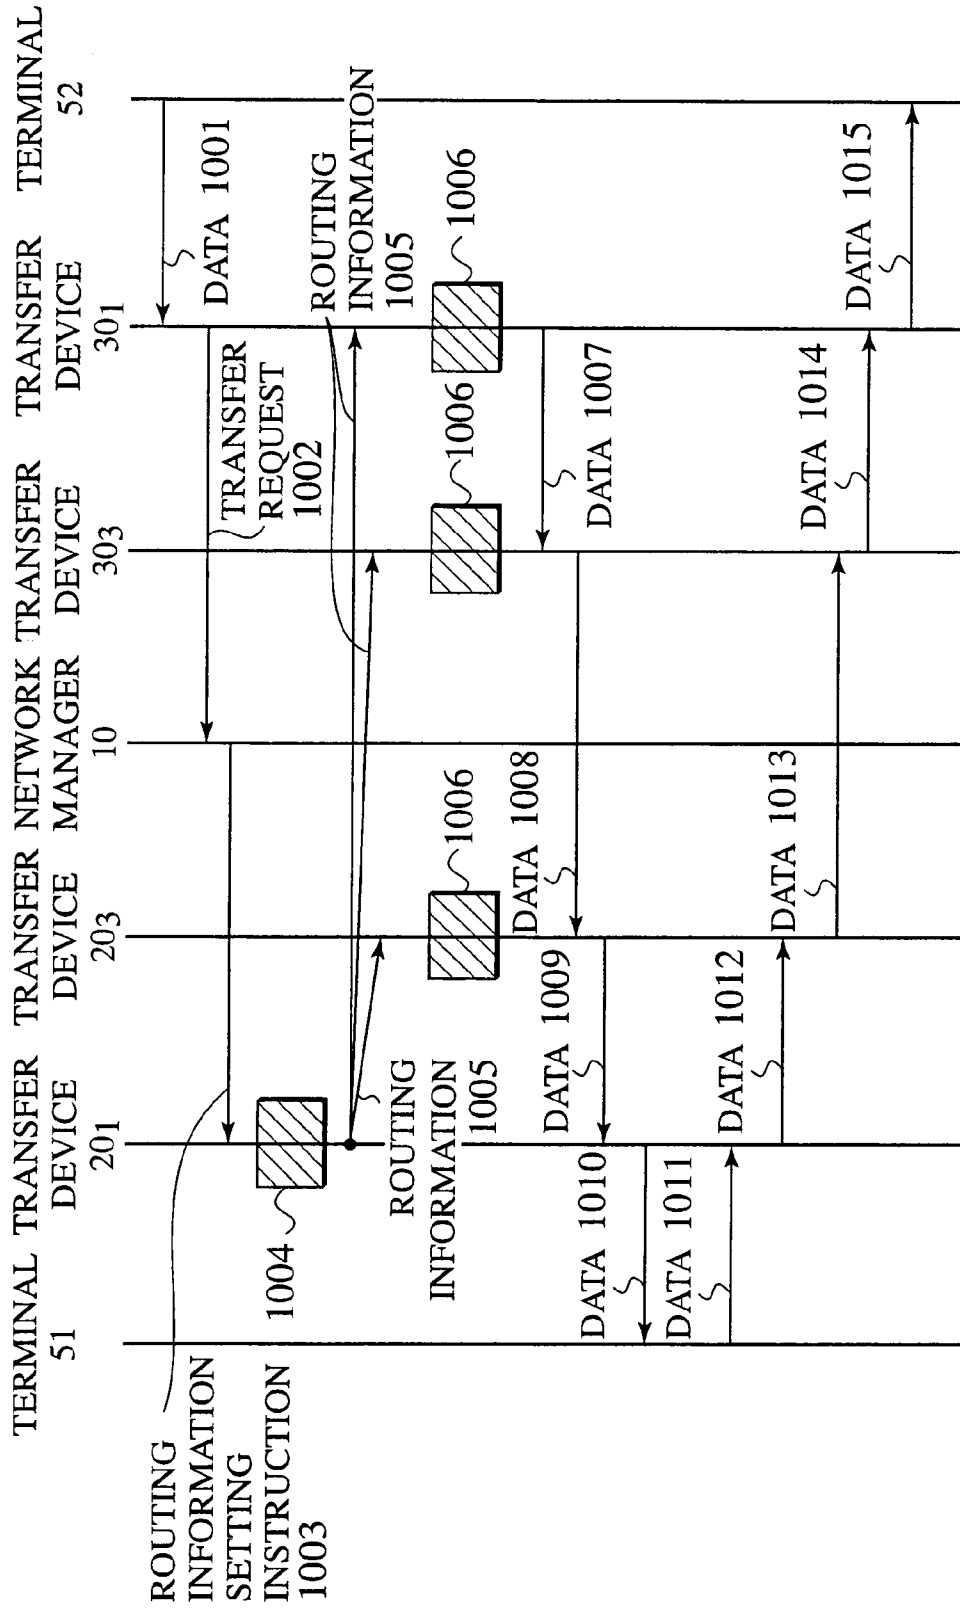 TERMINAL
51
TRANSFER
DEVICE
201
TRANSFER
DEVICE
203
NETWORK
MANAGER
10
TRANSFER
DEVICE
303
TRANSFER
DEVICE
301
TERMINAL
52
DATA 1001
TRANSFER
REQUEST
1002
ROUTING
INFORMATION
SETTING
INSTRUCTION
1003
1004
ROUTING
INFORMATION
1005
ROUTING
INFORMATION
1005
1006
1006
1006
DATA 1007
DATA 1008
DATA 1009
DATA 1010
DATA 1011
DATA 1012
DATA 1013
DATA 1014
DATA 1015